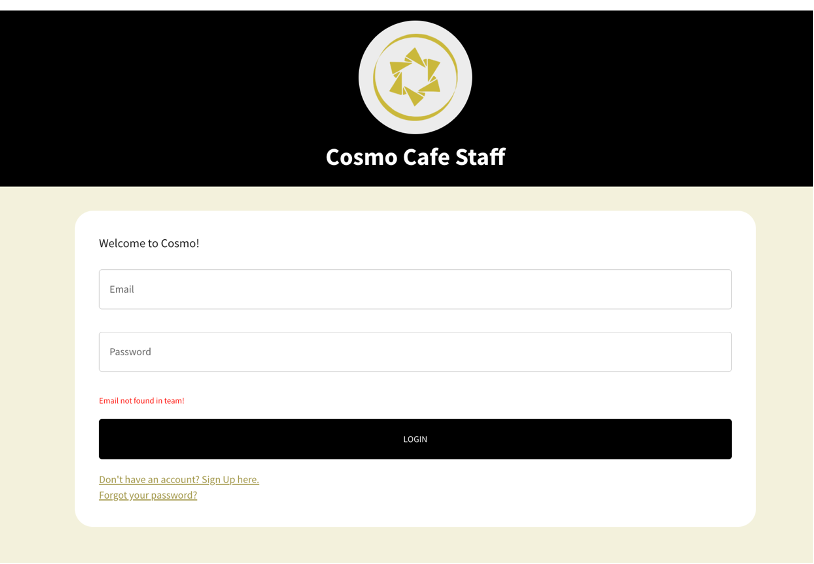 Cosmo Cafe Staff
Welcome to Cosmo!
Email
Password
Email not found in team!
LOGIN
Don't have an account? Sign Up here.
Forgot your password?